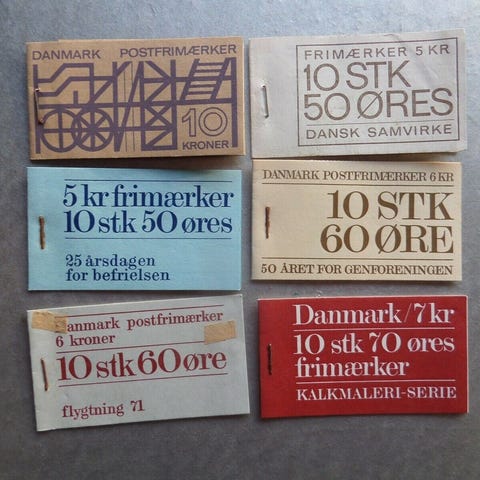 DANMARK POSTFRIMÆRKER
10
KRONER
FRIMÆRKER 5 KR
10 STK
50 ØRES
DANSK SAMVIRKE
5 kr frimærker
10 stk 50 øres
25 årsdagen
for befrielsen
DANMARK POSTFRIMÆRKER 6 KR
10 STK
60 ØRE
50 ÅRET FOR GENFORENINGEN
Danmark postfrimærker
6 kroner
10 stk 60 øre
flygtning 71
Danmark/7 kr
10 stk 70 øres
frimærker
KALKMALERI-SERIE